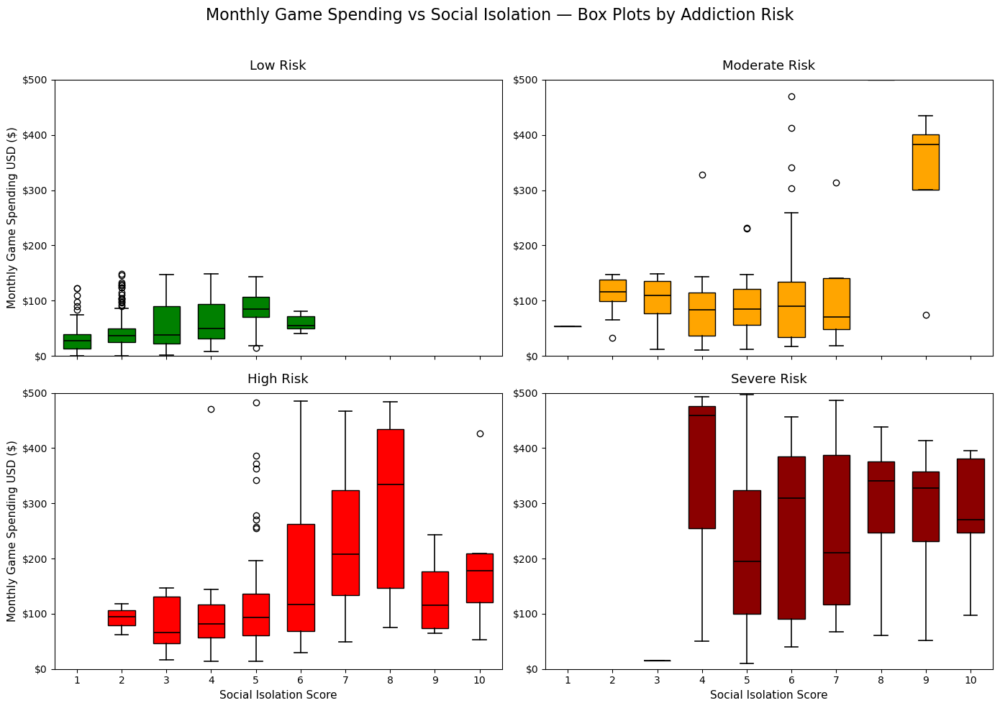 Monthly Game Spending vs Social Isolation — Box Plots by Addiction Risk
Low Risk
Moderate Risk
Monthly Game Spending USD ($)
$500
$400
$300
$200
$100
$0
$500
$400
$300
$200
$100
$0
High Risk
Severe Risk
Monthly Game Spending USD ($)
$500
$400
$300
$200
$100
$0
$500
$400
$300
$200
$100
$0
1 2 3 4 5 6 7 8 9 10
1 2 3 4 5 6 7 8 9 10
Social Isolation Score
Social Isolation Score